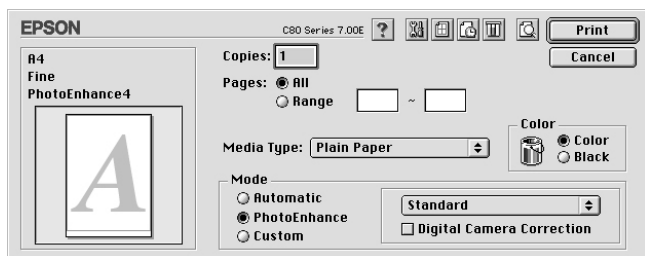 EPSON
C80 Series 7.00E
?
Print
A4
Fine
PhotoEnhance4
A
Copies: 1
Cancel
Pages: All
Range ~
Media Type: Plain Paper
Color
Color
Black
Mode
Automatic
PhotoEnhance
Custom
Standard
Digital Camera Correction